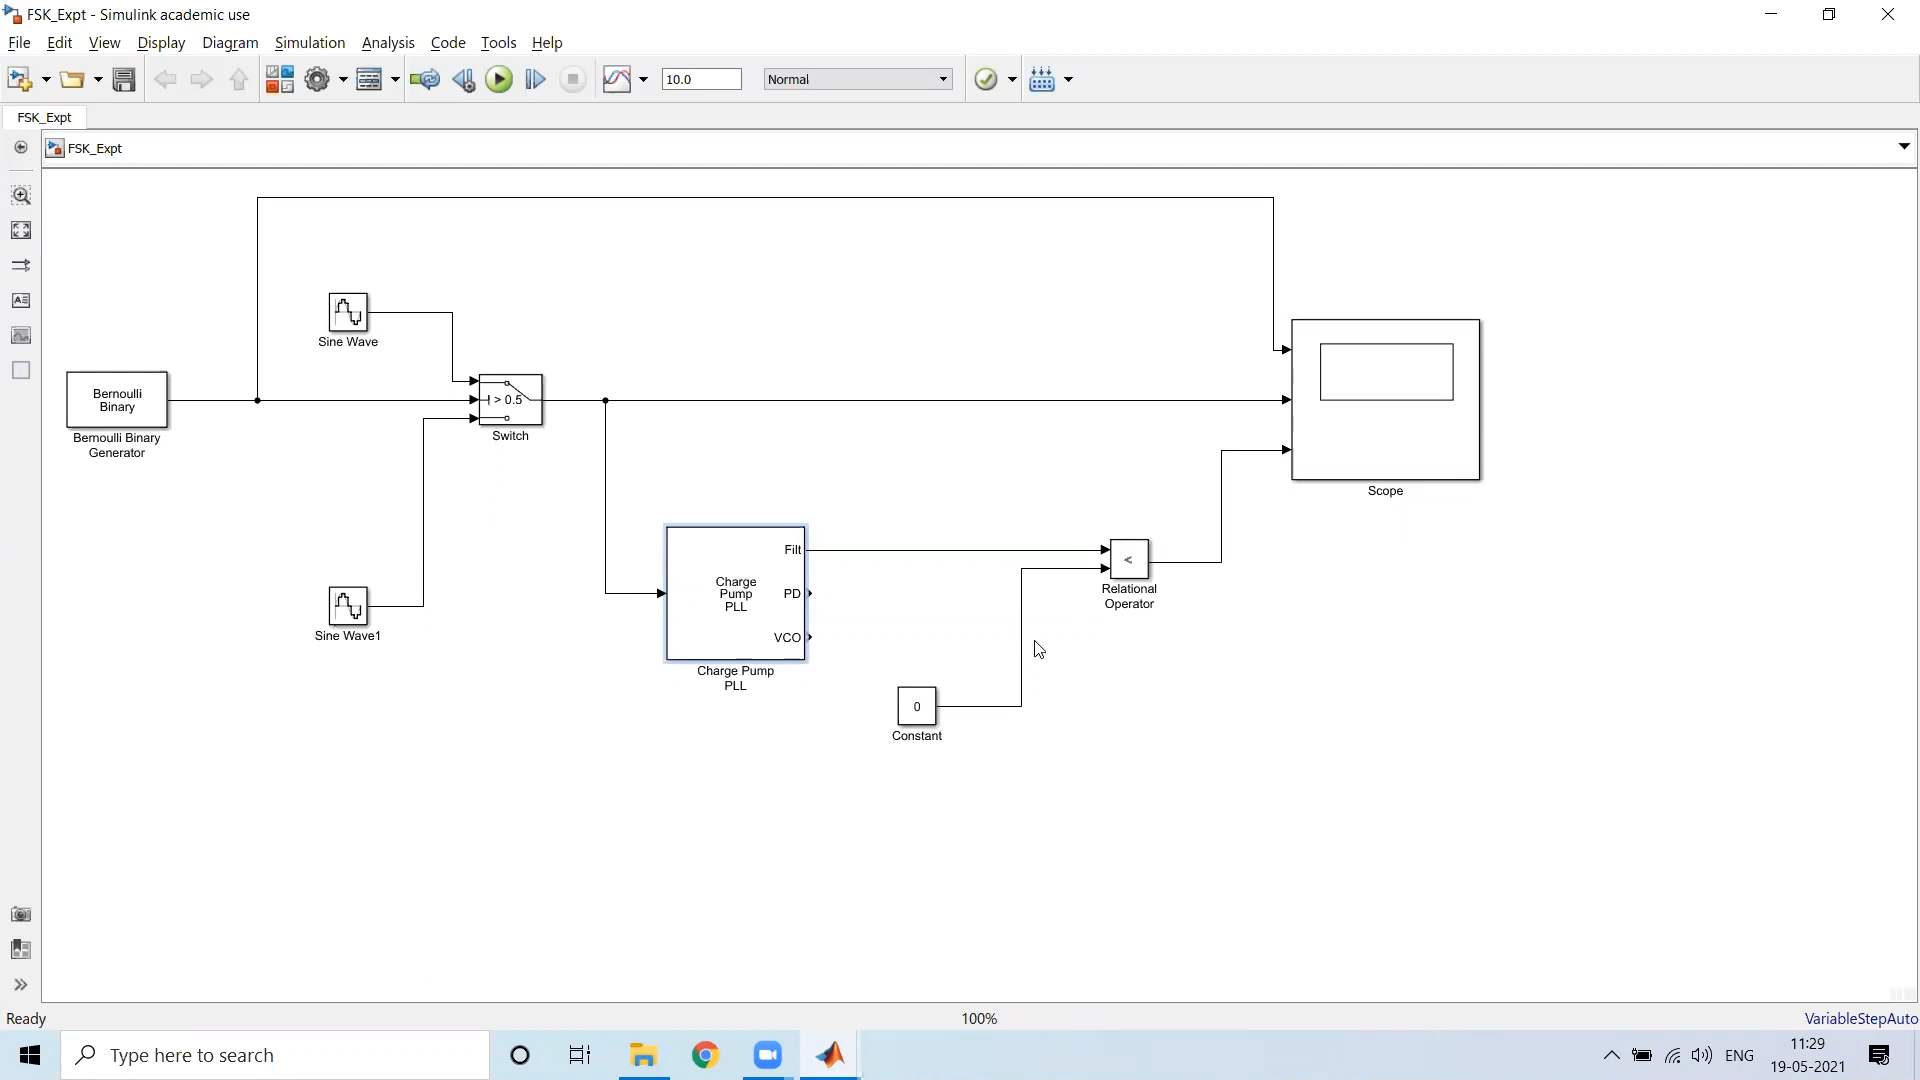 FSK_Expt - Simulink academic use
File Edit View Display Diagram Simulation Analysis Code Tools Help
10.0 Normal
FSK_Expt
FSK_Expt
Sine Wave
Bernoulli
Binary
Bernoulli Binary
Generator
> 0.5
Switch
Scope
Sine Wave1
Filt
Charge
Pump
PLL
PD
VCO
Charge Pump
PLL
<
Relational
Operator
0
Constant
Ready 100% VariableStepAuto
Type here to search
ENG
11:29
19-05-2021